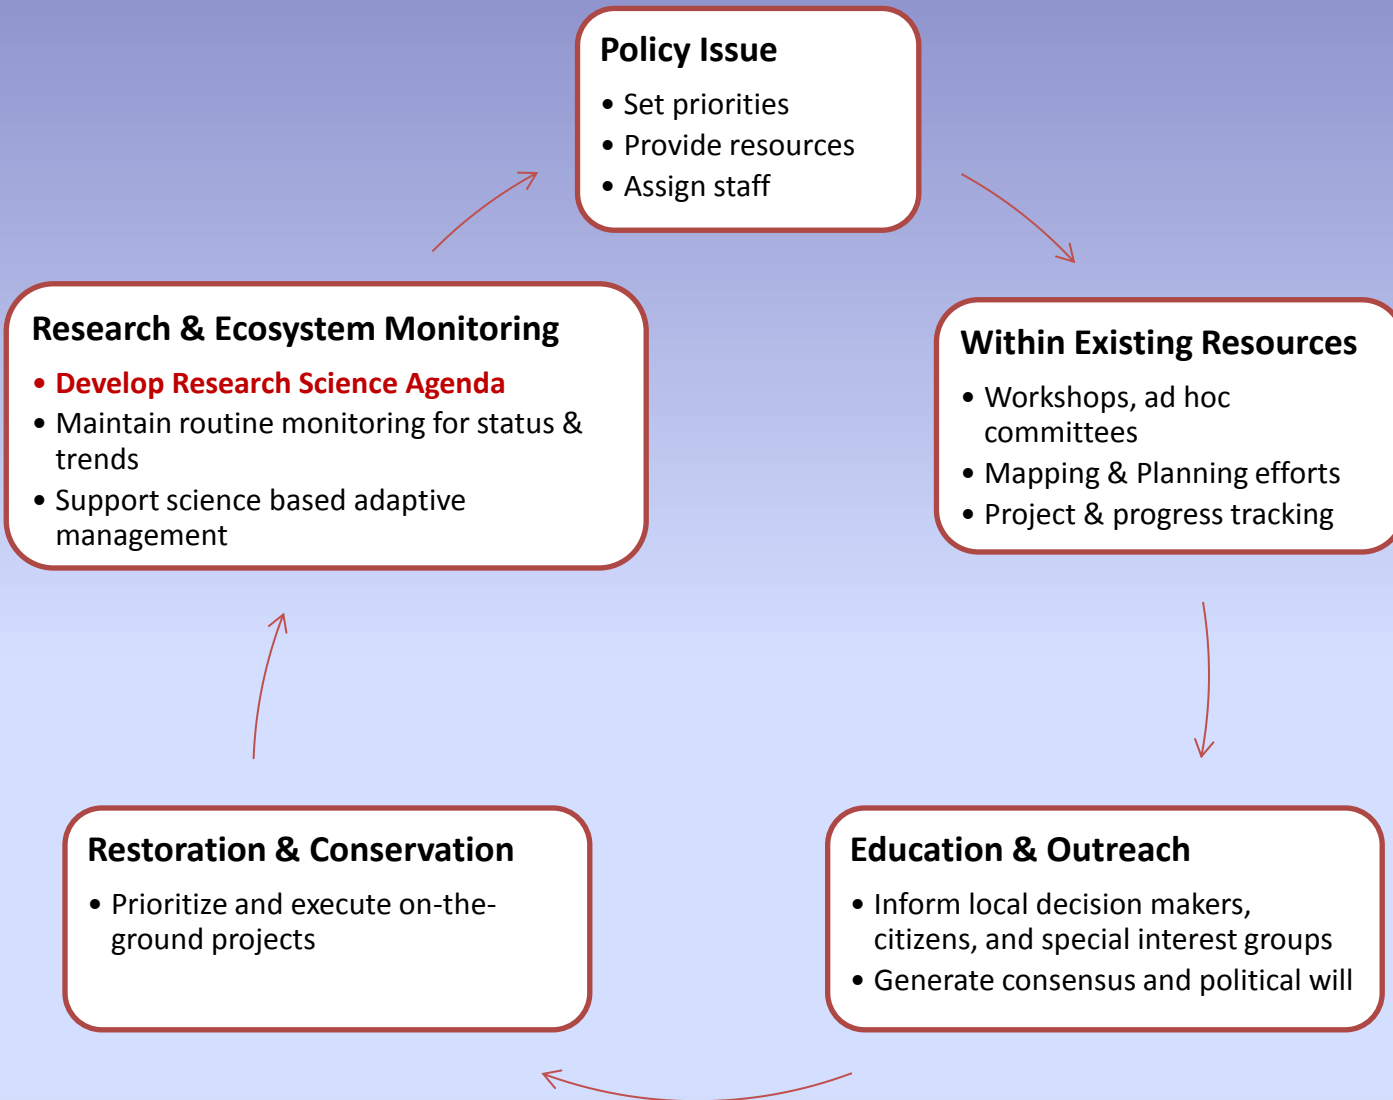 Policy Issue
• Set priorities
• Provide resources
• Assign staff
Research & Ecosystem Monitoring
• Develop Research Science Agenda
• Maintain routine monitoring for status &
trends
• Support science based adaptive
management
Within Existing Resources
• Workshops, ad hoc
committees
• Mapping & Planning efforts
• Project & progress tracking
Restoration & Conservation
• Prioritize and execute on-the-
ground projects
Education & Outreach
• Inform local decision makers,
citizens, and special interest groups
• Generate consensus and political will